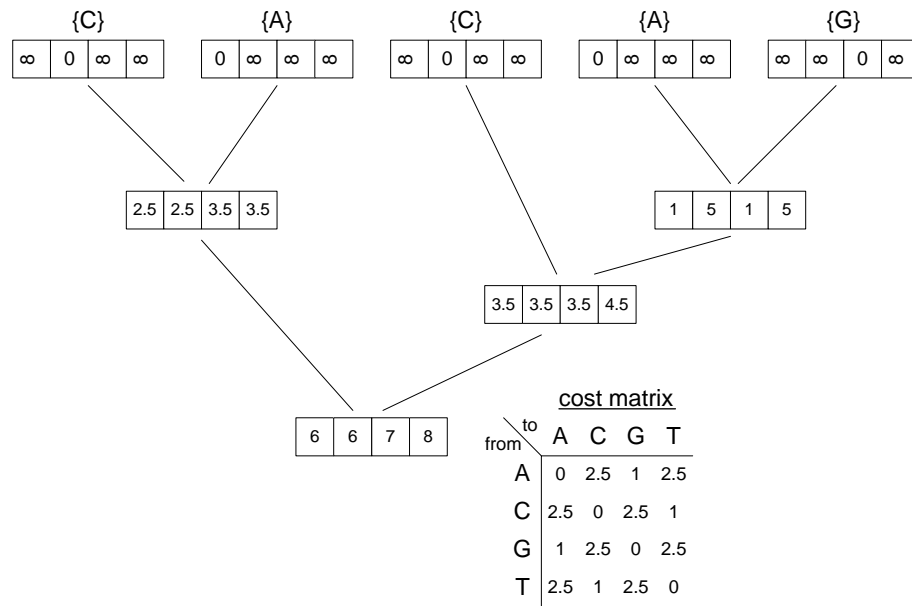 {C} {A} {C} {A} {G}
∞ 0 ∞ ∞ 0 ∞ ∞ ∞ ∞ 0 ∞ ∞ 0 ∞ ∞ ∞ ∞ ∞ 0 ∞
2.5 2.5 3.5 3.5 1 5 1 5
3.5 3.5 3.5 4.5
6 6 7 8
cost matrix
to
from A C G T
A 0 2.5 1 2.5
C 2.5 0 2.5 1
G 1 2.5 0 2.5
T 2.5 1 2.5 0